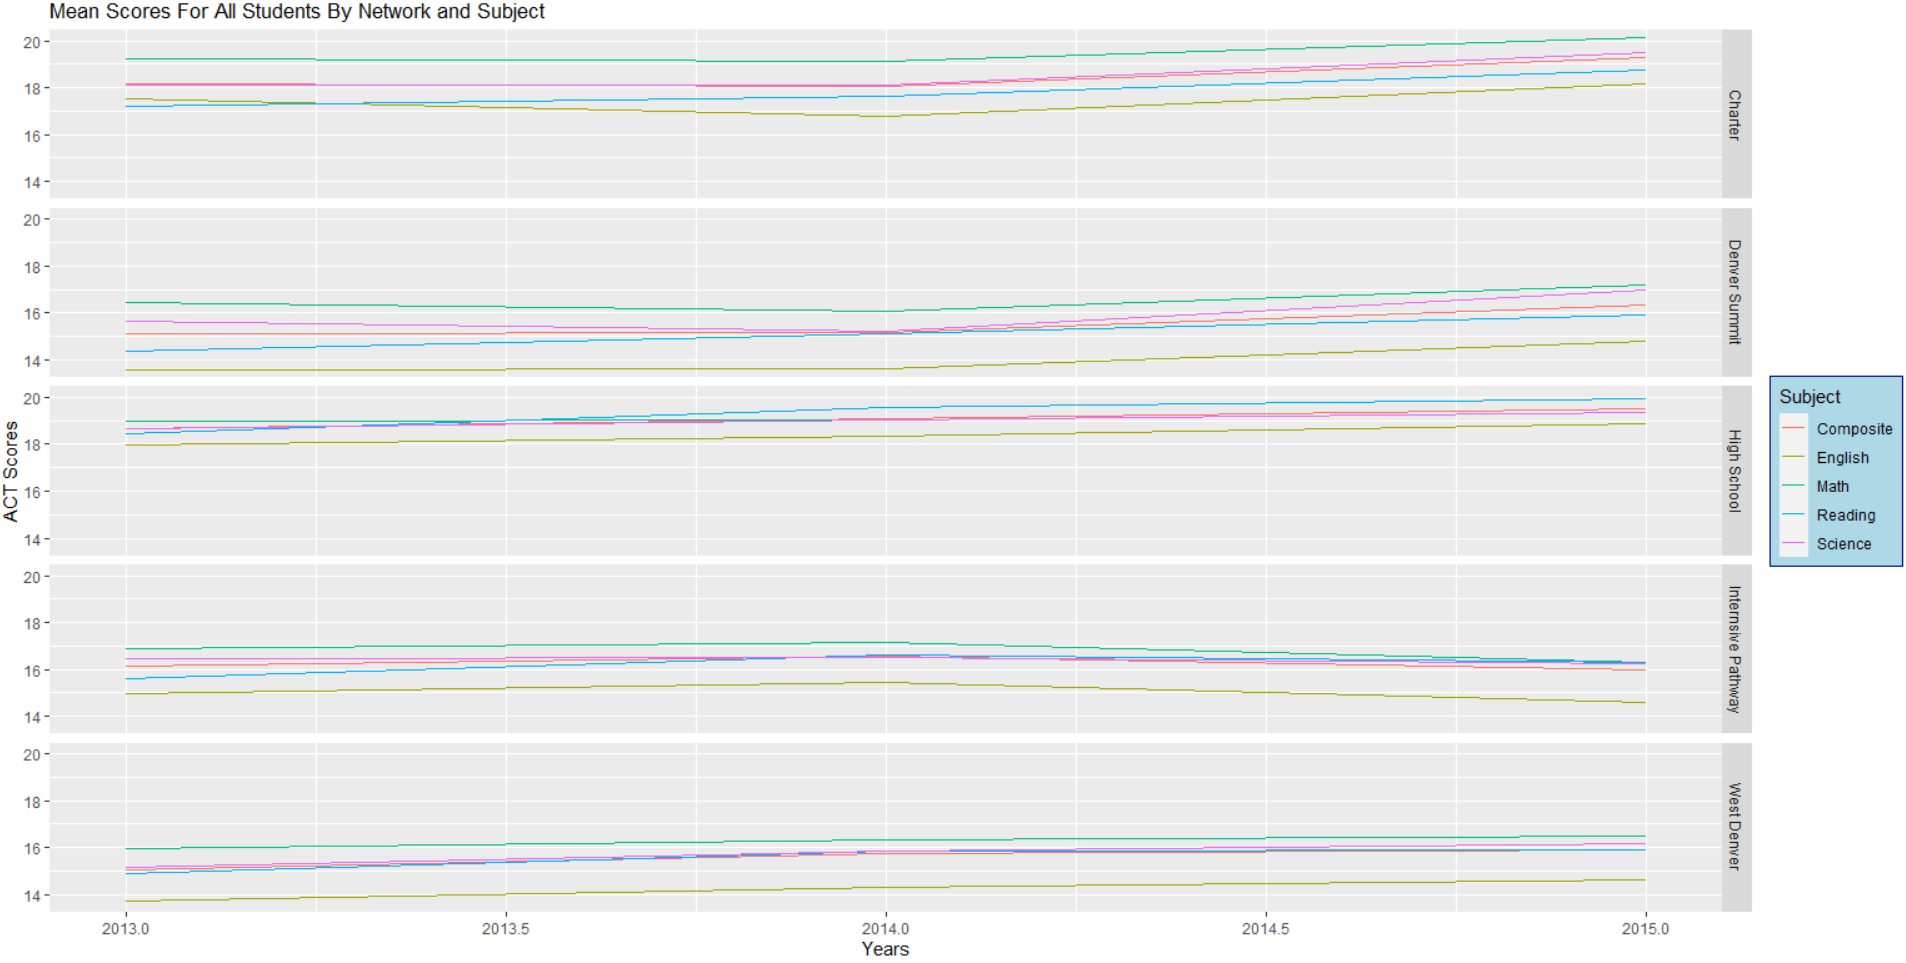 Mean Scores For All Students By Network and Subject
20
18
16
14
Charter
20
18
16
14
Denver Summit
20
18
16
14
High School
20
18
16
14
Internsive Pathway
20
18
16
14
West Denver
ACT Scores
2013.0 2013.5 2014.0 2014.5 2015.0
Years
Subject
Composite
English
Math
Reading
Science